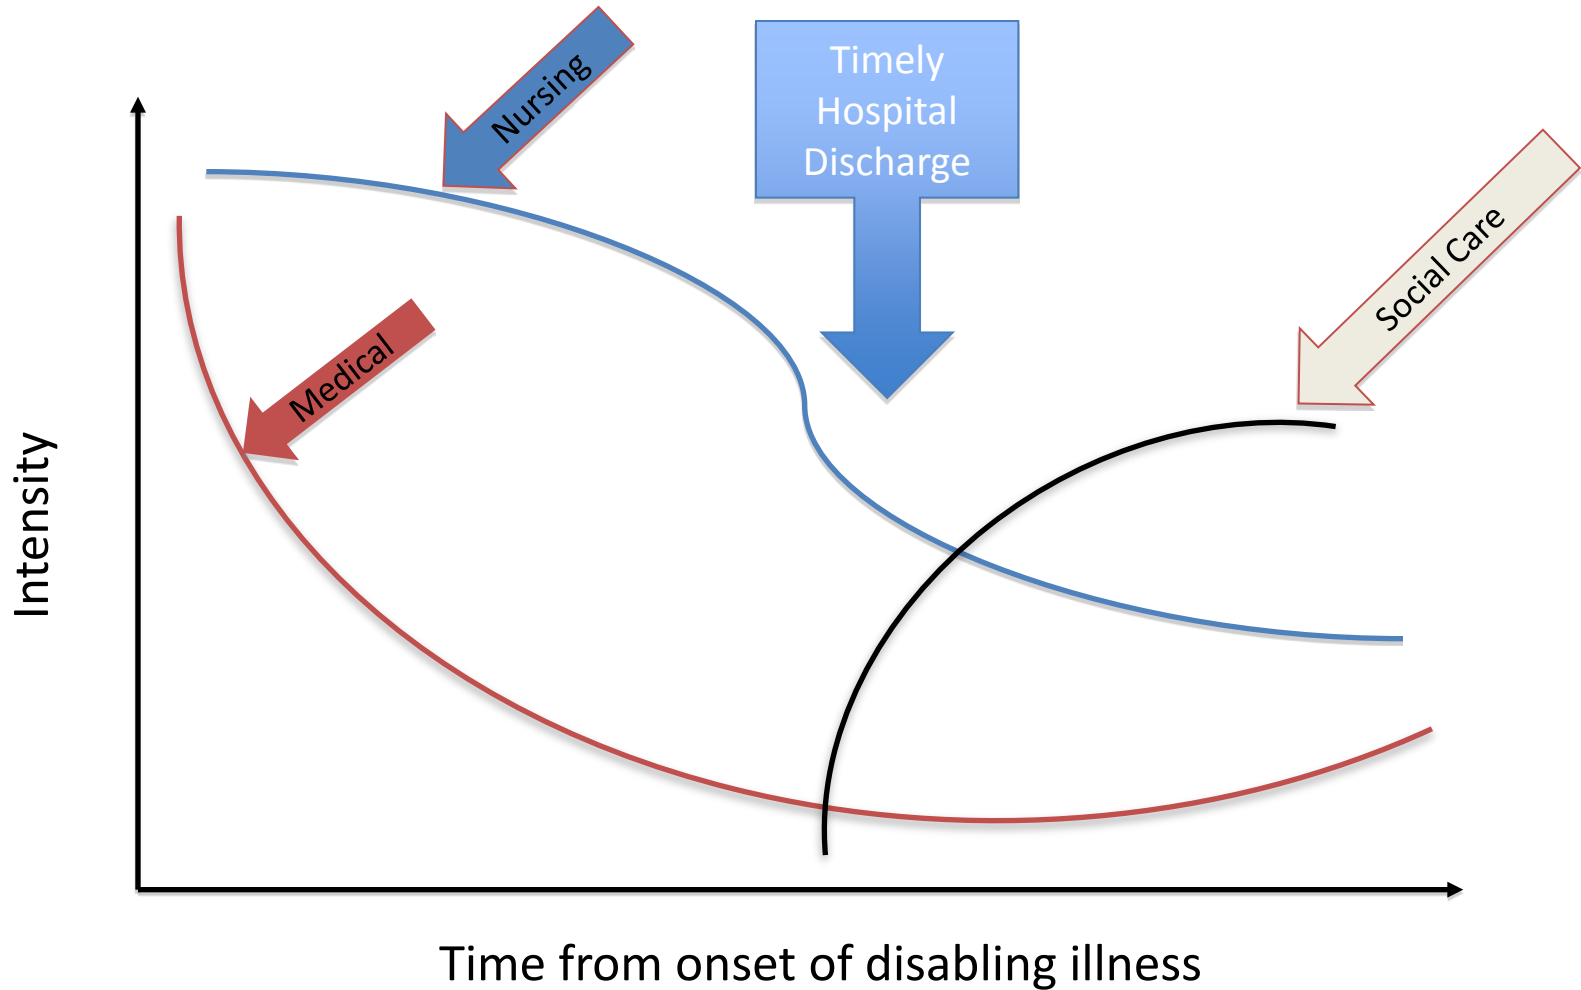 Nursing
Timely
Hospital
Discharge
Social Care
Medical
Intensity
Time from onset of disabling illness